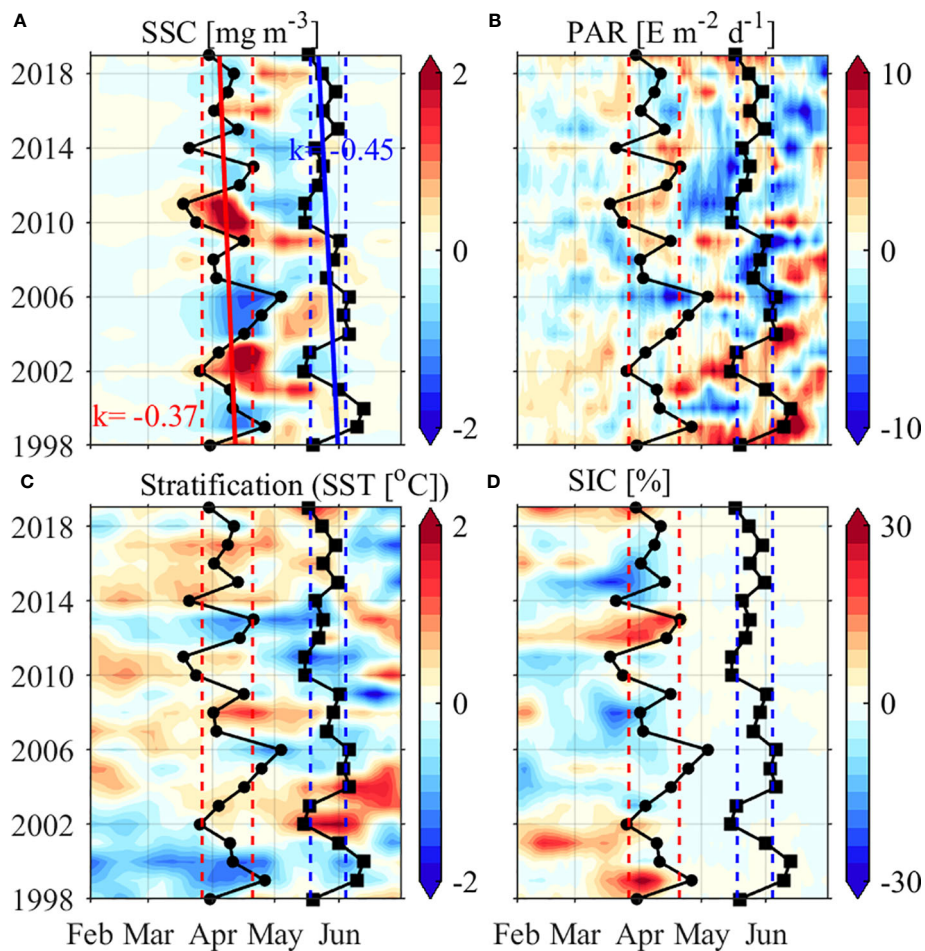 A
SSC [mg m⁻³]
B
PAR [E m⁻² d⁻¹]
2018
2014
2010
2006
2002
1998
k= -0.45
k= -0.37
2
0
-2
10
0
-10
C
Stratification (SST [°C])
D
SIC [%]
2018
2014
2010
2006
2002
1998
2
0
-2
30
0
-30
Feb Mar Apr May Jun
Feb Mar Apr May Jun